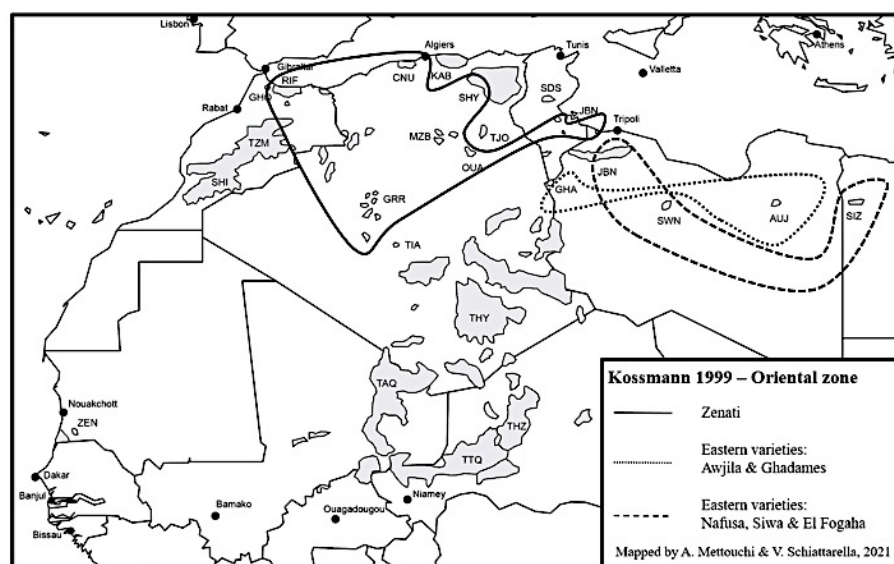 Lisbon
Algiers
Tunis
Athens
Gibraltar
Valletta
RIF
CNU
KAB
GHO
SHY
SDS
Rabat
JBN
Tripoli
TZM
MZB
TJO
OUA
SHI
GHA
JBN
GRR
SWN
AUJ
SIZ
TIA
THY
Kossmann 1999 – Oriental zone
Zenati
Eastern varieties:
Awjila & Ghadames
Eastern varieties:
Nafusa, Siwa & El Fogaha
Mapped by A. Mettouchi & V. Schiattarella, 2021
TAQ
Nouakchott
ZEN
THZ
TTQ
Dakar
Banjul
Niamey
Bamako
Ouagadougou
Bissau